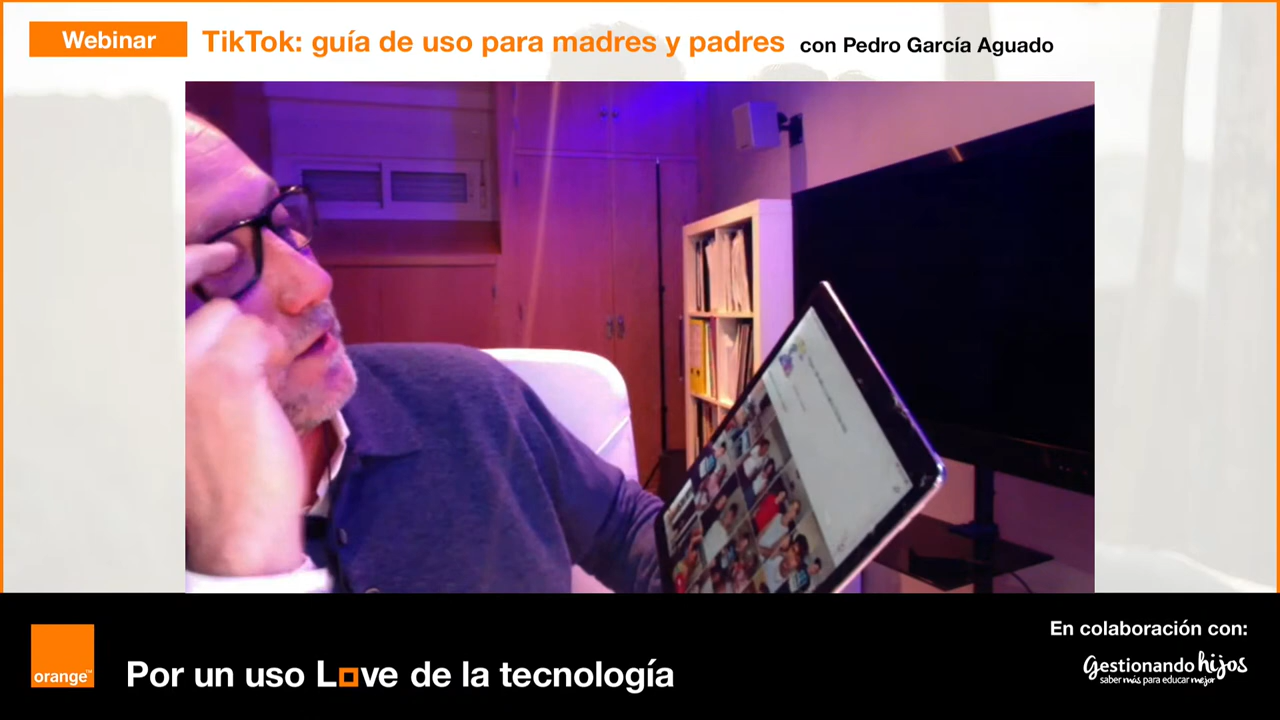 Webinar
TikTok: guía de uso para madres y padres con Pedro García Aguado
En colaboración con:
orange™
Por un uso Love de la tecnología
gestionando hijos
saber más para educar mejor